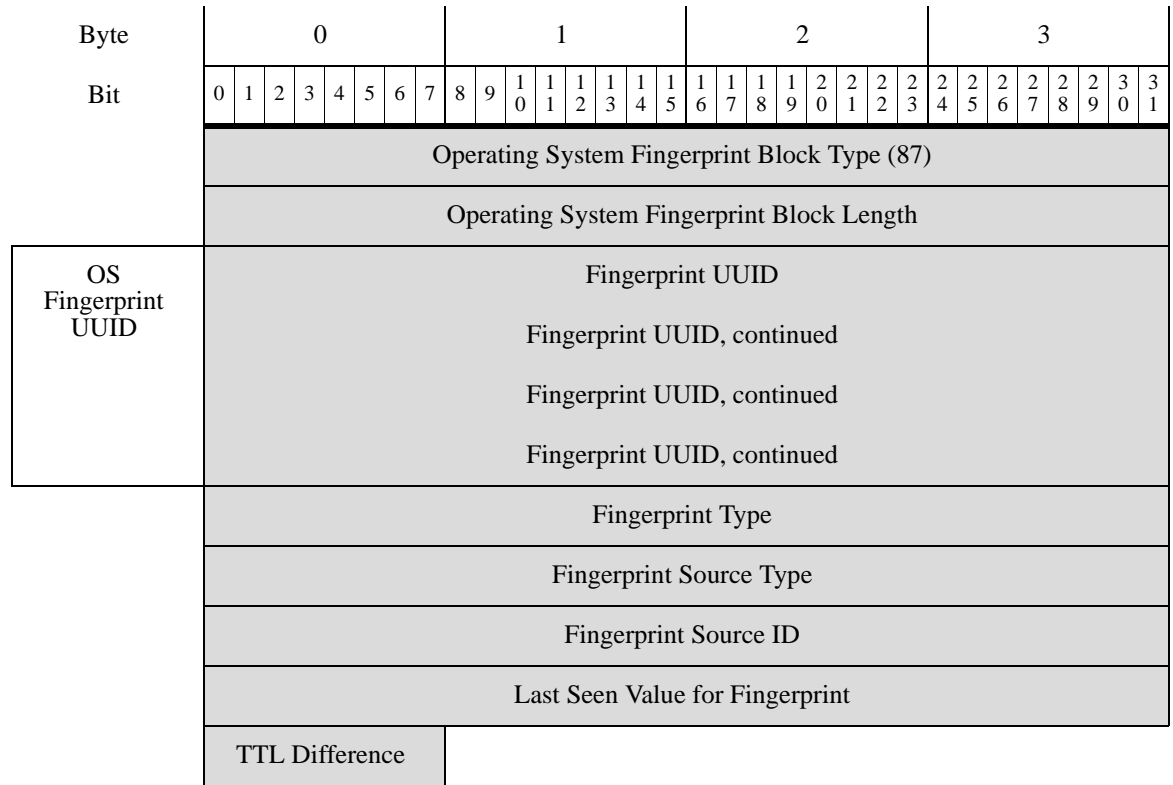 Byte 0 1 2 3
Bit 0 1 2 3 4 5 6 7 8 9 10 11 12 13 14 15 16 17 18 19 20 21 22 23 24 25 26 27 28 29 30 31
Operating System Fingerprint Block Type (87)
Operating System Fingerprint Block Length
OS
Fingerprint
UUID
Fingerprint UUID
Fingerprint UUID, continued
Fingerprint UUID, continued
Fingerprint UUID, continued
Fingerprint Type
Fingerprint Source Type
Fingerprint Source ID
Last Seen Value for Fingerprint
TTL Difference